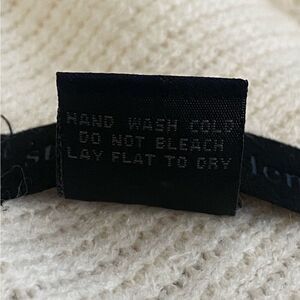 HAND WASH COLD
DO NOT BLEACH
LAY FLAT TO DRY